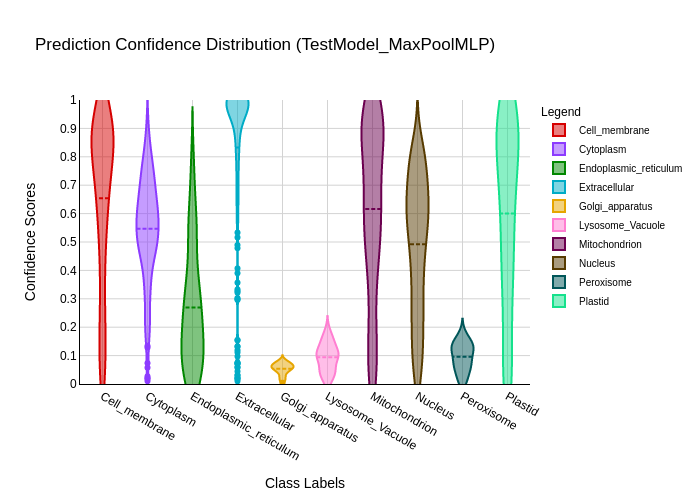 Prediction Confidence Distribution (TestModel_MaxPoolMLP)
Confidence Scores
1
0.9
0.8
0.7
0.6
0.5
0.4
0.3
0.2
0.1
0
Cell_membrane
Cytoplasm
Endoplasmic_reticulum
Extracellular
Golgi_apparatus
Lysosome_Vacuole
Mitochondrion
Nucleus
Peroxisome
Plastid
Class Labels
Legend
Cell_membrane
Cytoplasm
Endoplasmic_reticulum
Extracellular
Golgi_apparatus
Lysosome_Vacuole
Mitochondrion
Nucleus
Peroxisome
Plastid